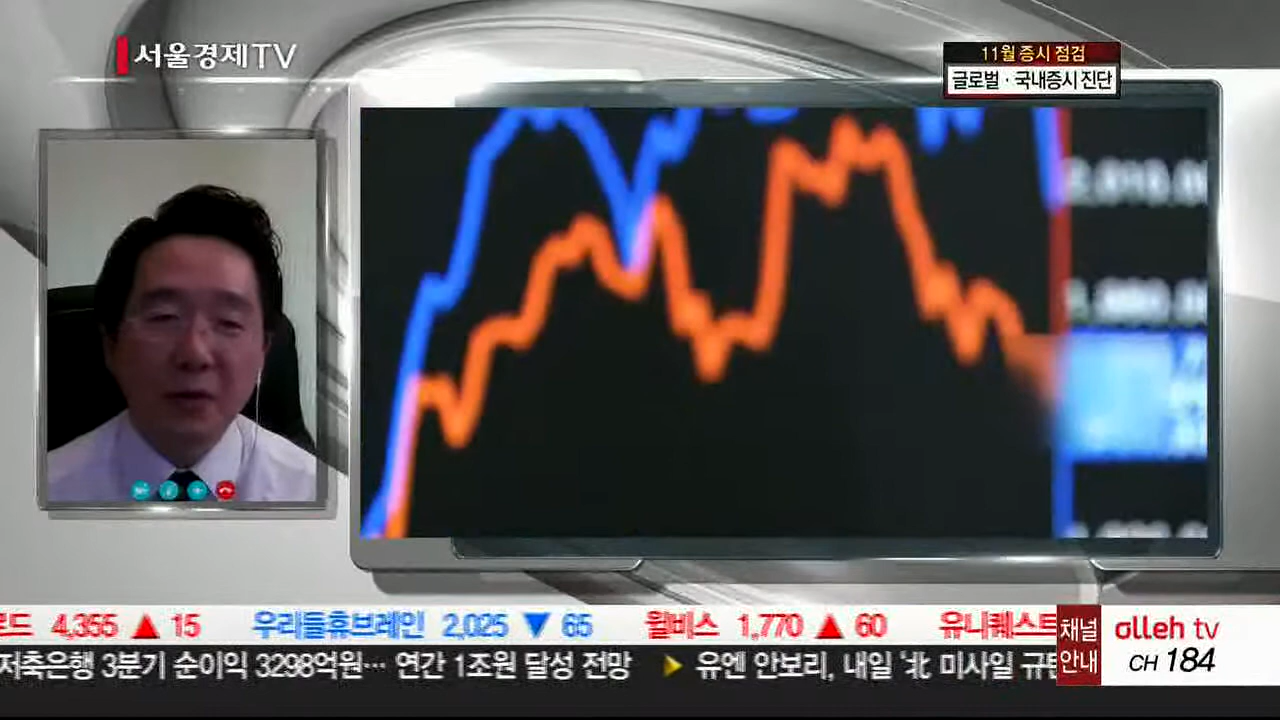 서울경제TV
11월 증시 점검
글로벌 · 국내증시 진단
로드 4,355 ▲ 15 우리들휴브레인 2,025 ▼ 65 윌비스 1,770 ▲ 60 유니퀘스트
저축은행 3분기 순이익 3298억원… 연간 1조원 달성 전망 ▶ 유엔 안보리, 내일 ‘北 미사일 규탄
채널
안내
olleh tv
CH 184